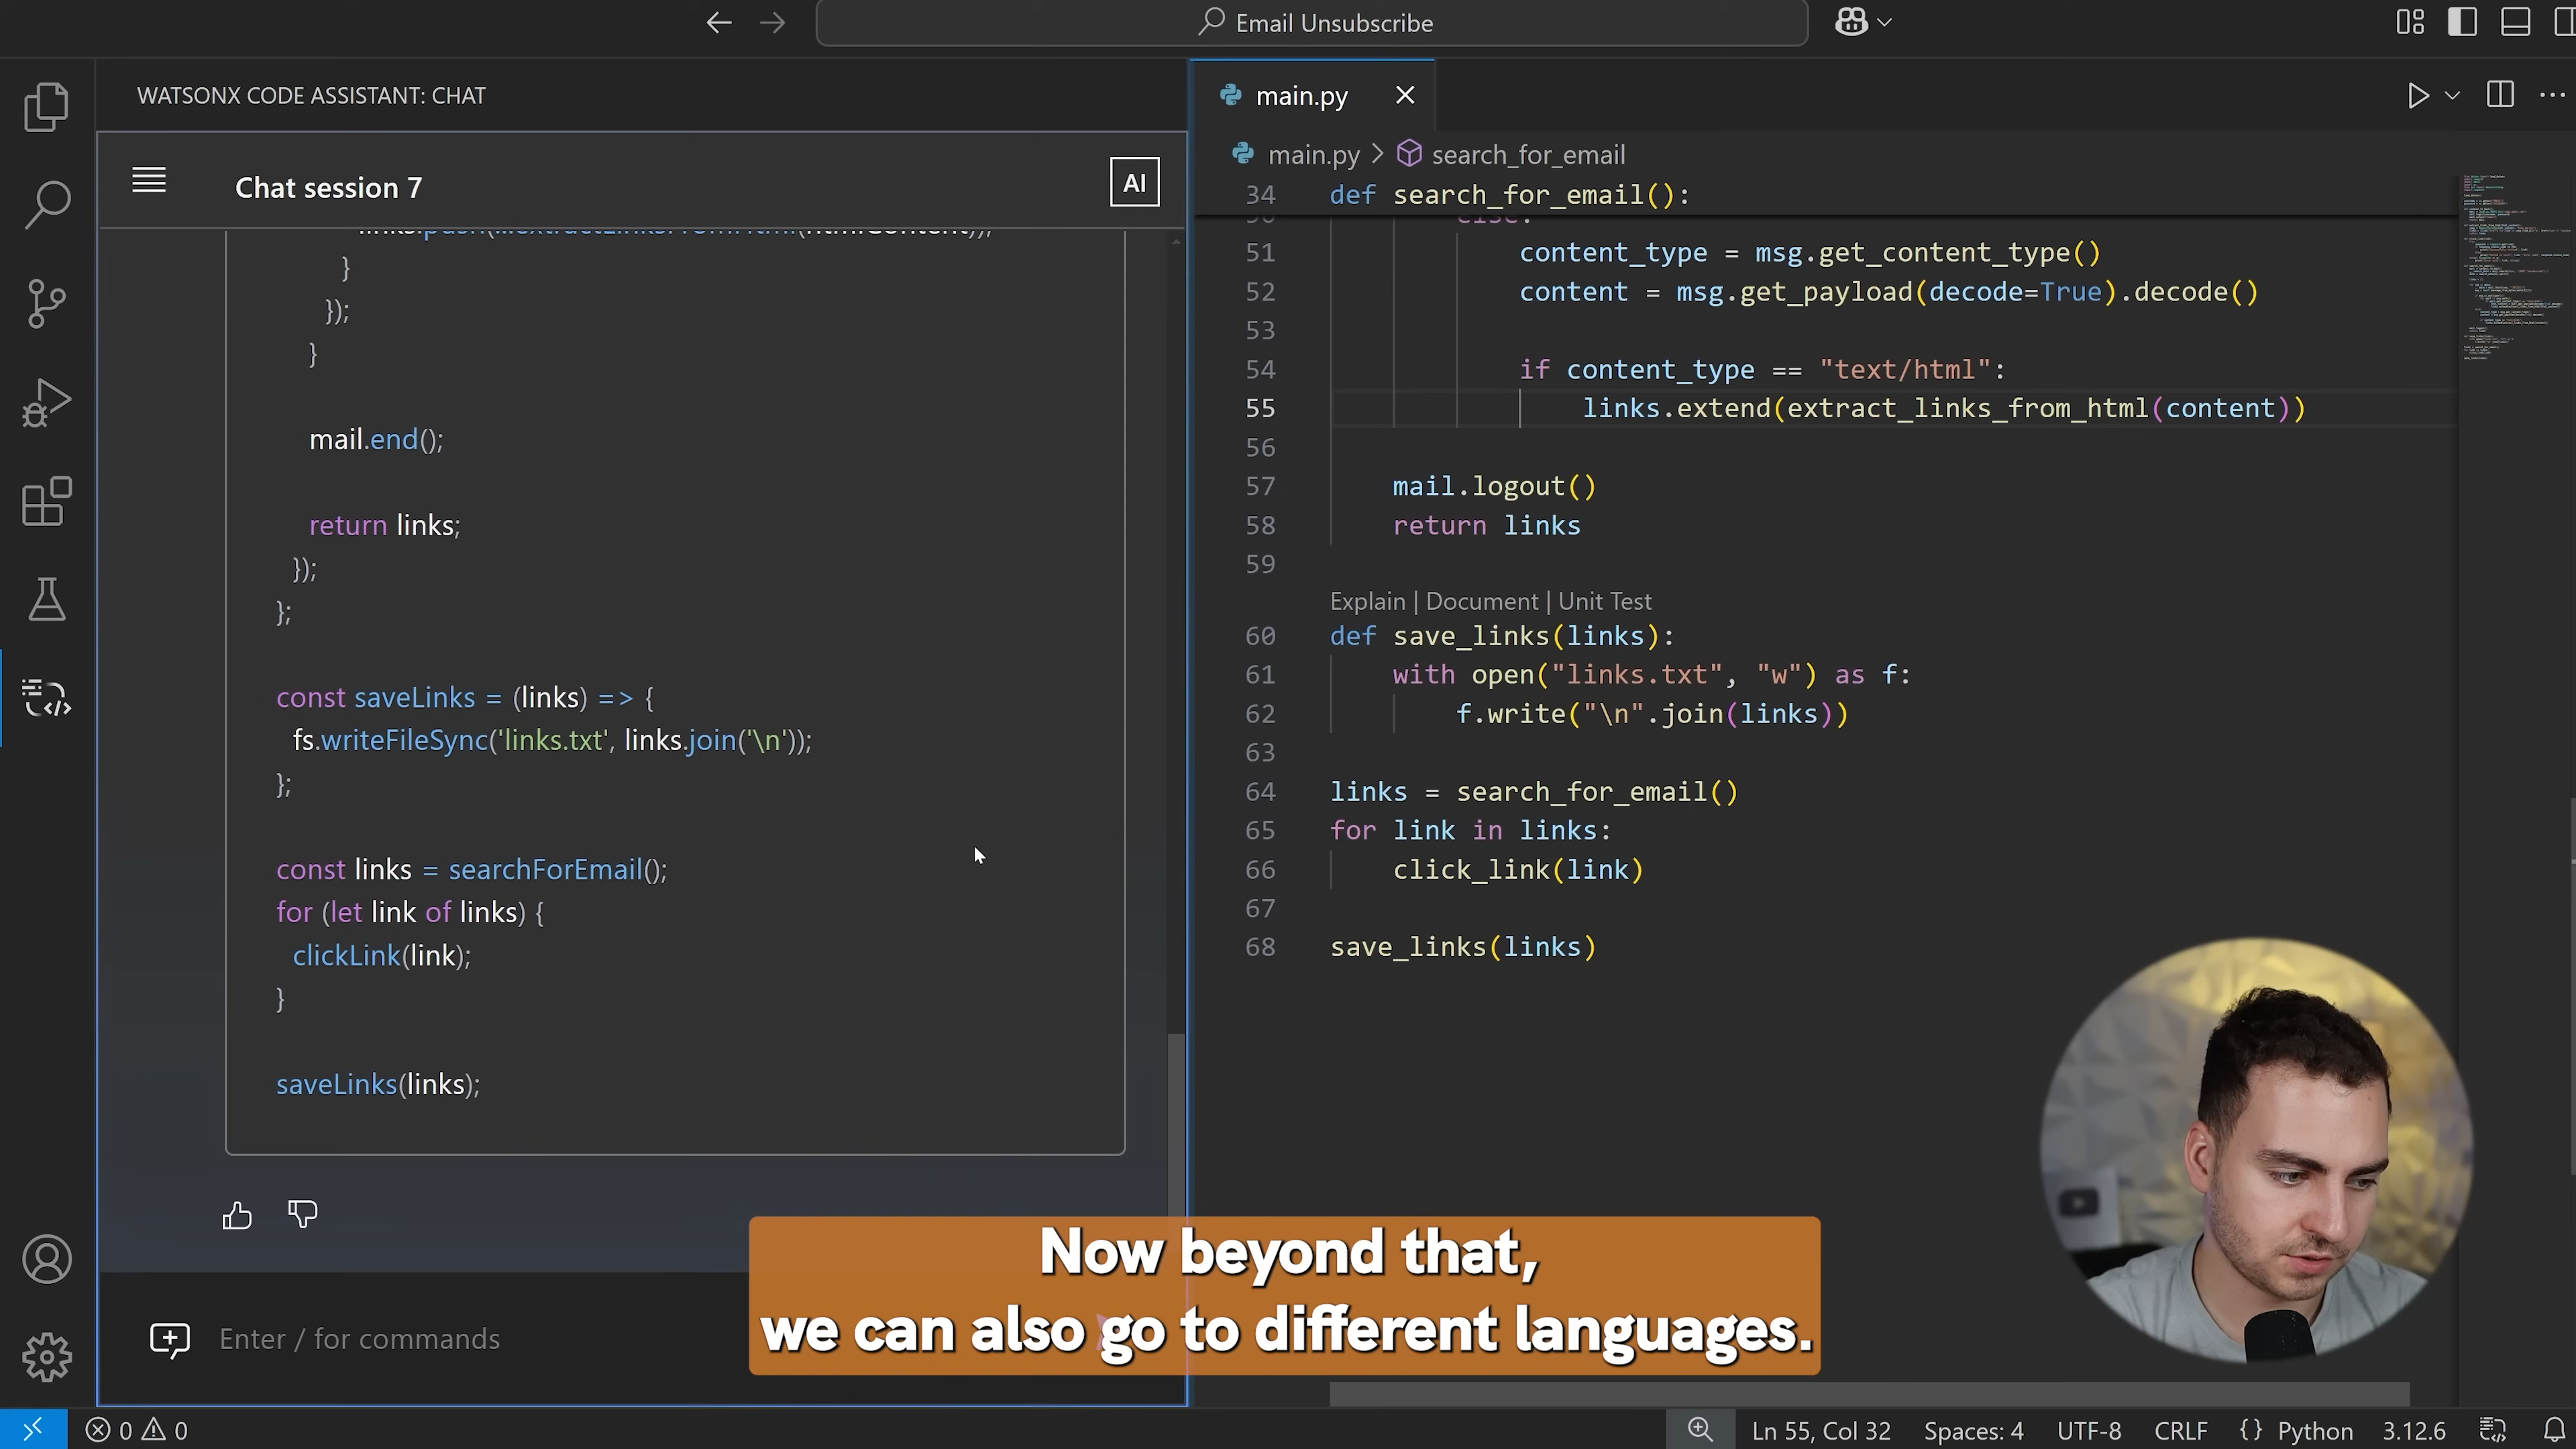 Email Unsubscribe
WATSONX CODE ASSISTANT: CHAT
Chat session 7
AI
}
});
}
mail.end();
return links;
});
};
const saveLinks = (links) => {
fs.writeFileSync('links.txt', links.join('\n'));
};
const links = searchForEmail();
for (let link of links) {
clickLink(link);
}
saveLinks(links);
Enter / for commands
main.py
main.py > search_for_email
34 def search_for_email():
else:
51 content_type = msg.get_content_type()
52 content = msg.get_payload(decode=True).decode()
53
54 if content_type == "text/html":
55 links.extend(extract_links_from_html(content))
56
57 mail.logout()
58 return links
59
Explain | Document | Unit Test
60 def save_links(links):
61 with open("links.txt", "w") as f:
62 f.write("\n".join(links))
63
64 links = search_for_email()
65 for link in links:
66 click_link(link)
67
68 save_links(links)
Now beyond that,
we can also go to different languages.
0 0
Ln 55, Col 32 Spaces: 4 UTF-8 CRLF {} Python 3.12.6